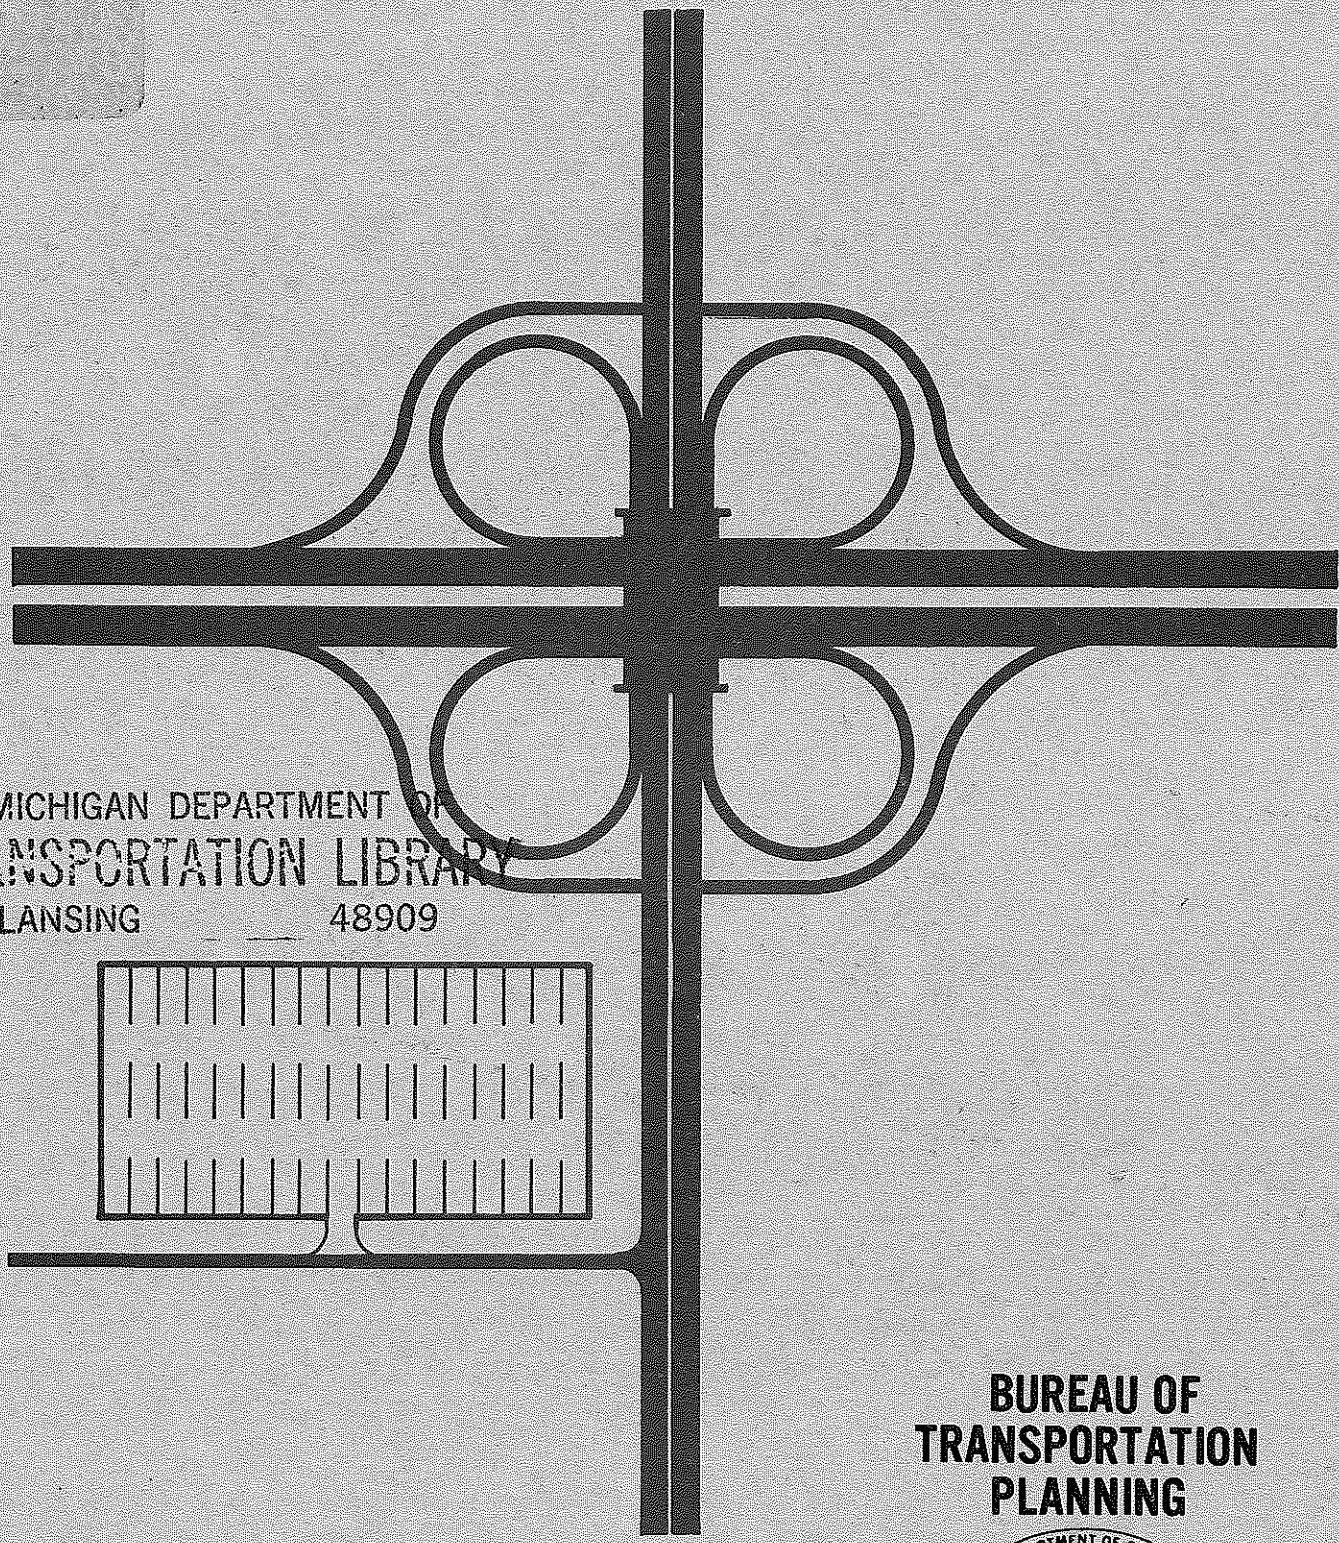 MICHIGAN DEPARTMENT OF
NSPORTATION LIBRARY
LANSING 48909
BUREAU OF
TRANSPORTATION
PLANNING